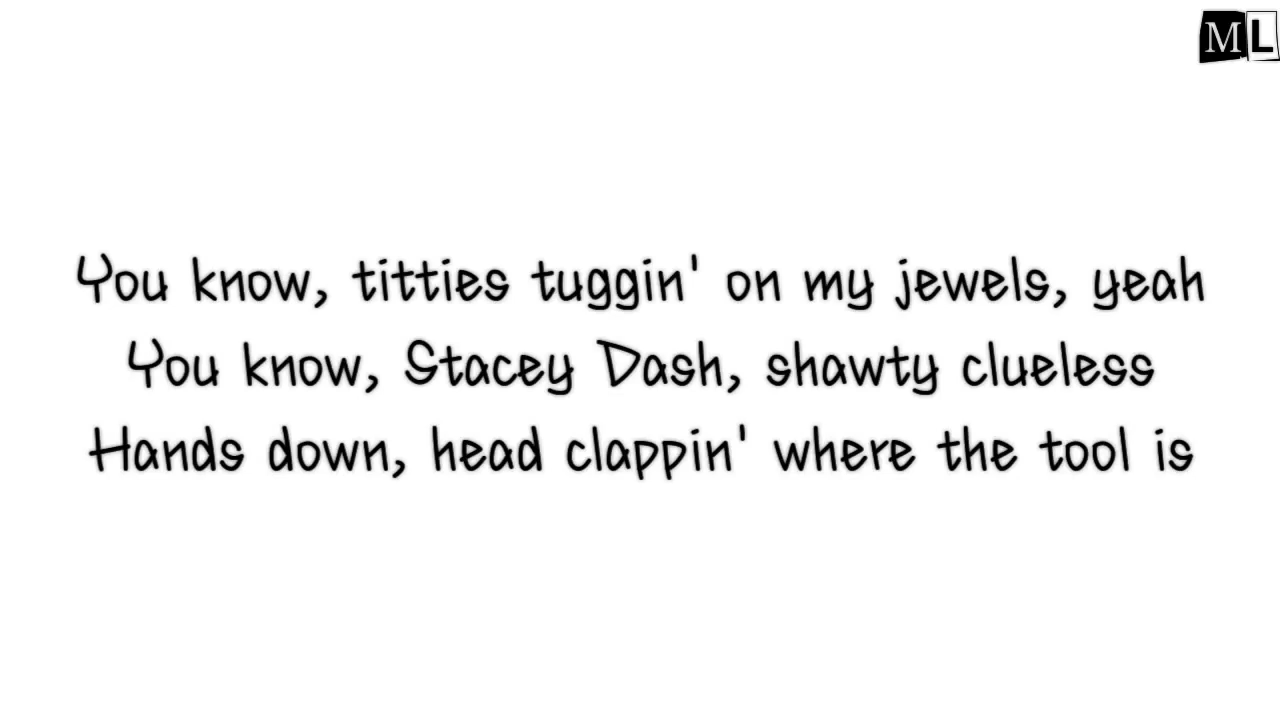 ML
You know, titties tuggin' on my jewels, yeah
You know, Stacey Dash, shawty clueless
Hands down, head clappin' where the tool is